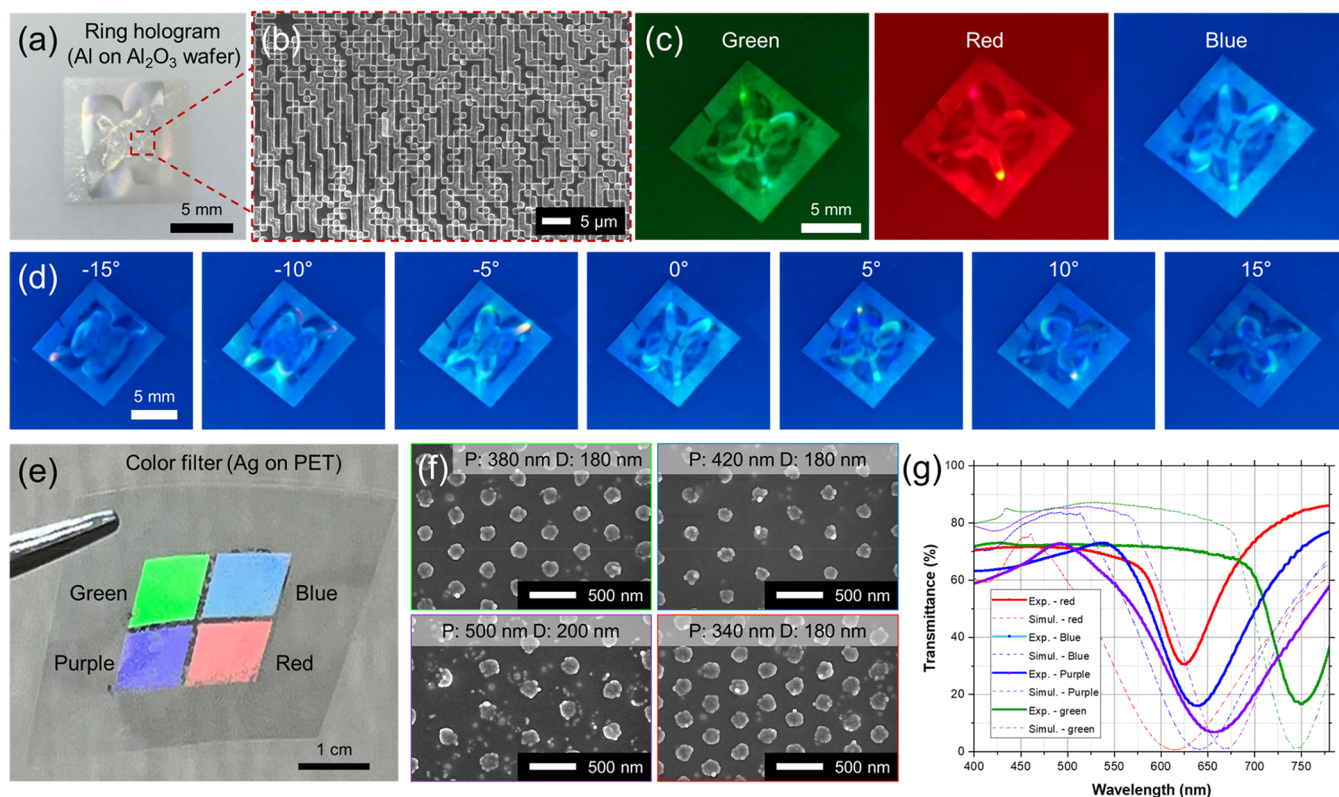 (a)
Ring hologram
(Al on Al₂O₃ wafer)
5 mm
(b)
5 μm
(c)
Green
Red
Blue
5 mm
(d)
-15°
-10°
-5°
0°
5°
10°
15°
5 mm
(e)
Color filter (Ag on PET)
Green
Blue
Purple
Red
1 cm
(f)
P: 380 nm D: 180 nm
500 nm
P: 420 nm D: 180 nm
500 nm
P: 500 nm D: 200 nm
500 nm
P: 340 nm D: 180 nm
500 nm
(g)
Transmittance (%)
100
80
60
40
20
0
Exp. - red
Simul. - red
Exp. - Blue
Simul. - Blue
Exp. - Purple
Simul. - Purple
Exp. - green
Simul. - green
400 450 500 550 600 650 700 750
Wavelength (nm)